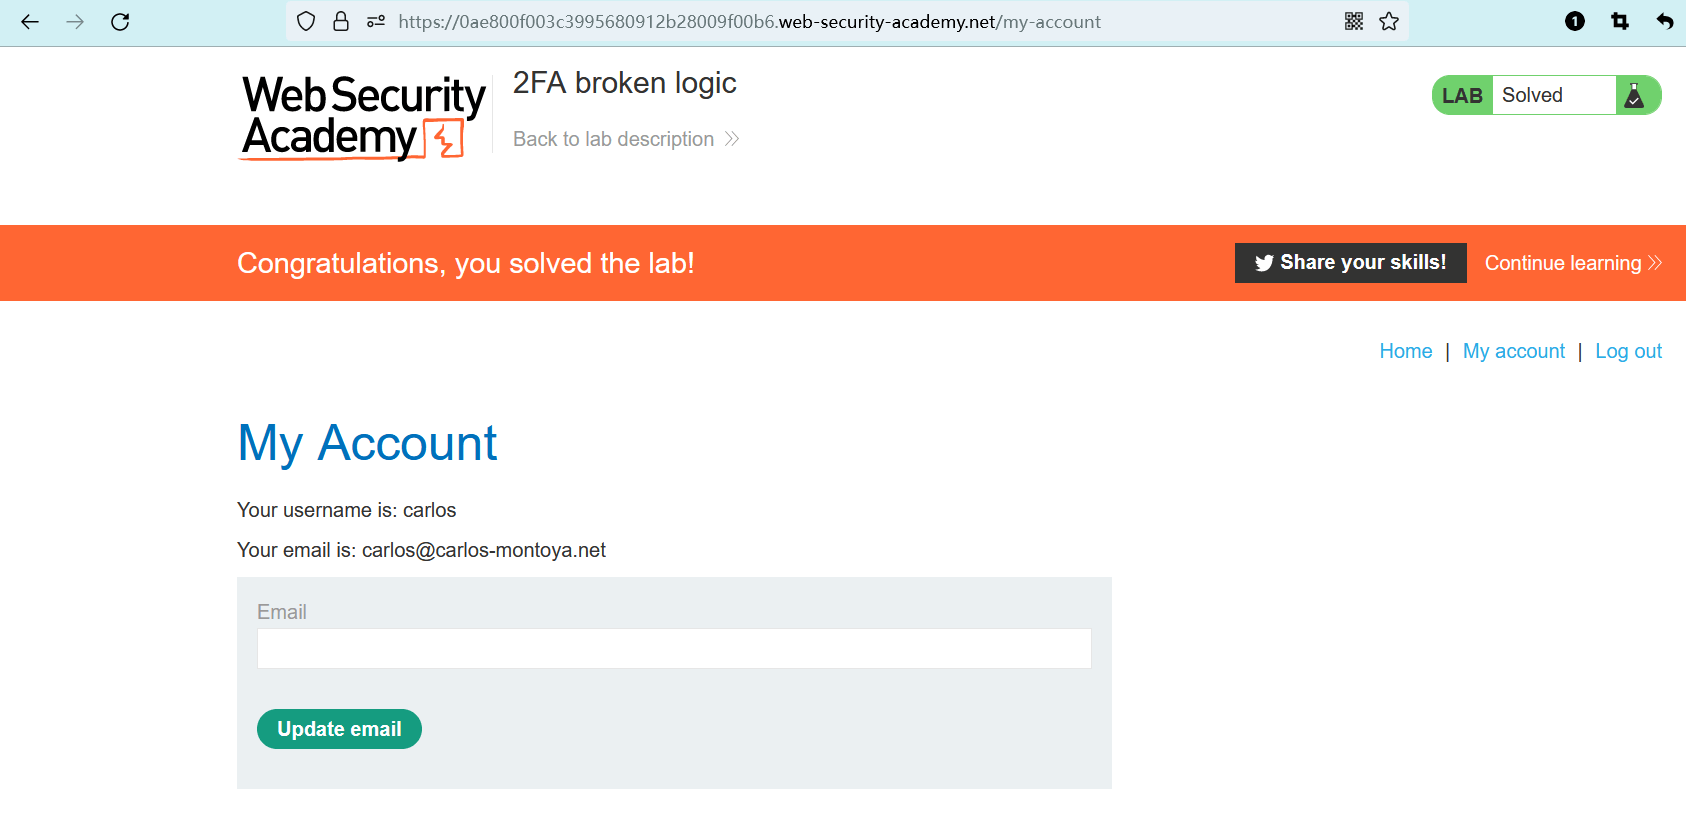 https://0ae800f003c3995680912b28009f00b6.web-security-academy.net/my-account
1
Web Security
Academy
2FA broken logic
Back to lab description
LAB Solved
Congratulations, you solved the lab!
Share your skills!
Continue learning
Home | My account | Log out
My Account
Your username is: carlos
Your email is: carlos@carlos-montoya.net
Email
Update email